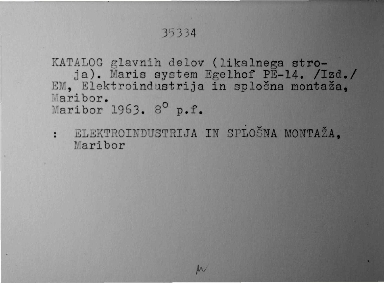 35334
KATALOG glavnih delov (likalnega stro-
ja). Maris system Egelhof PE-14. /Izd./
EM, Elektroindustrija in splošna montaža,
Maribor.
Maribor 1963. 8° p.f.
: ELEKTROINDUSTRIJA IN SPLOŠNA MONTAŽA,
Maribor